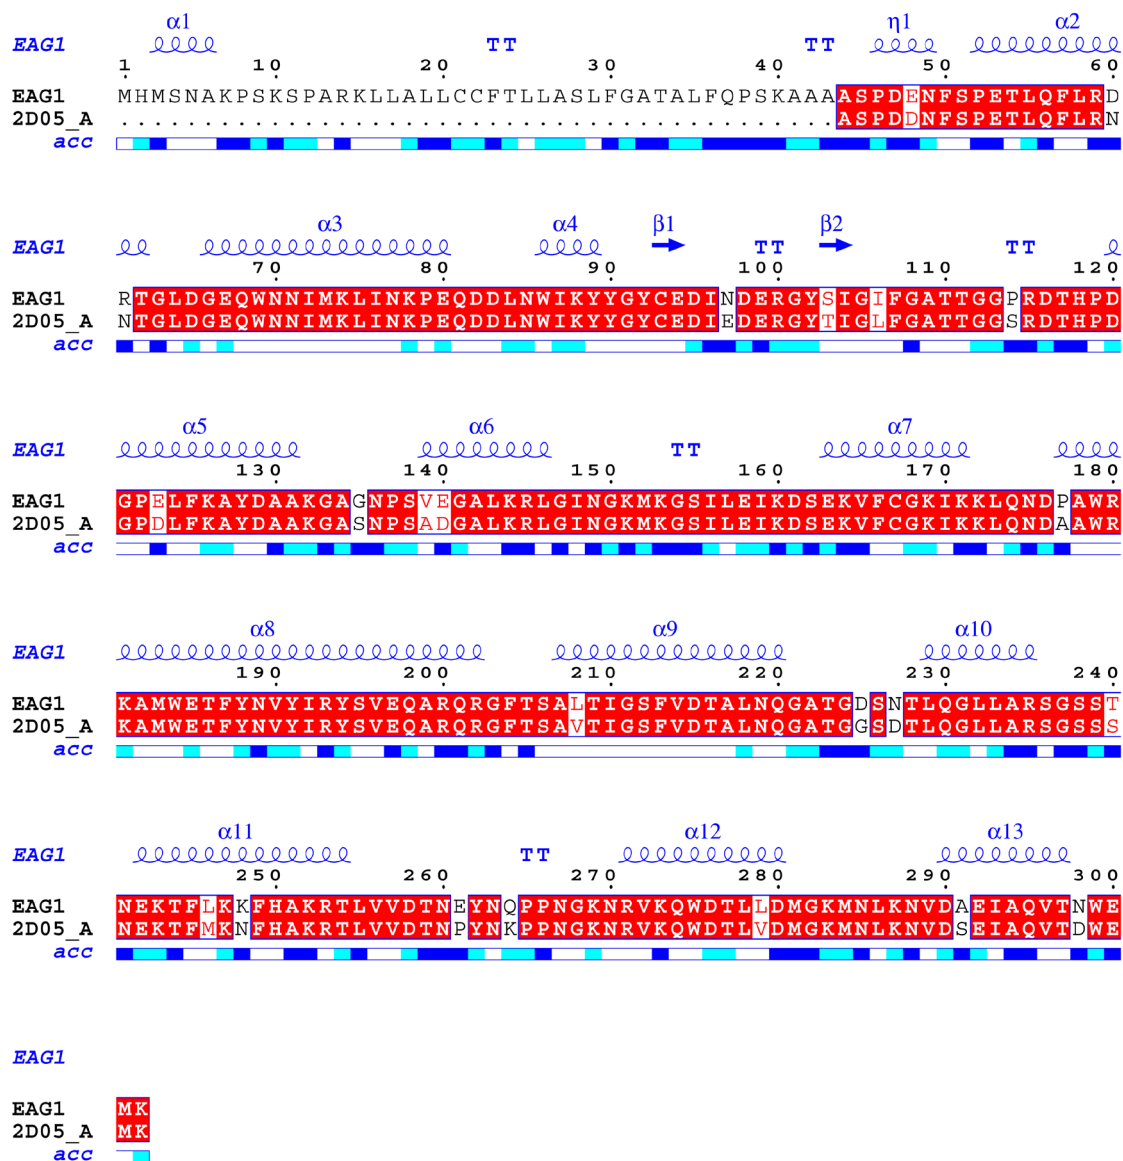 α1 η1 α2
EAG1 TT TT
1 10 20 30 40 50 60
EAG1 MHMSNAKPSKSPARKLLALLCCFTLLASLFGATALFQPSKAAAASPDENFSPETLQFLRD
2D05_A ...........................................ASPDDNFSPETLQFLRN
acc
α3 α4 β1 β2
EAG1 TT TT
70 80 90 100 110 120
EAG1 RTGLDGEQWNNIMKLINKPEQDDLNWIKYYGYCEDINDERGYSIGIFGATTGGPRDTHPD
2D05_A NTGLDGEQWNNIMKLINKPEQDDLNWIKYYGYCEDIEDERGYTIGLFGATTGGSRDTHPD
acc
α5 α6 α7
EAG1 TT
130 140 150 160 170 180
EAG1 GPELFKAYDAAKGAGNPSVEGALKRLGINGKMKGSILEIKDSEKVFCGKIKKLQNDPAWR
2D05_A GPDLFKAYDAAKGASNPSADGALKRLGINGKMKGSILEIKDSEKVFCGKIKKLQNDAAWR
acc
α8 α9 α10
EAG1
190 200 210 220 230 240
EAG1 KAMWETFYNVYIRYSVEQARQRGFTSALTIGSFVDTALNQGATGDSNTLQGLLARSGSST
2D05_A KAMWETFYNVYIRYSVEQARQRGFTSAVTIGSFVDTALNQGATGGSDTLQGLLARSGSSS
acc
α11 α12 α13
EAG1 TT
250 260 270 280 290 300
EAG1 NEKTFLKKFHAKRTLVVDTNEYNQPPNGKNRVKQWDTLLDMGKMNLKNVDAEIAQVTNWE
2D05_A NEKTFMKNFHAKRTLVVDTNPYNKPPNGKNRVKQWDTLVDMGKMNLKNVDSEIAQVTDWE
acc
EAG1
EAG1 MK
2D05_A MK
acc